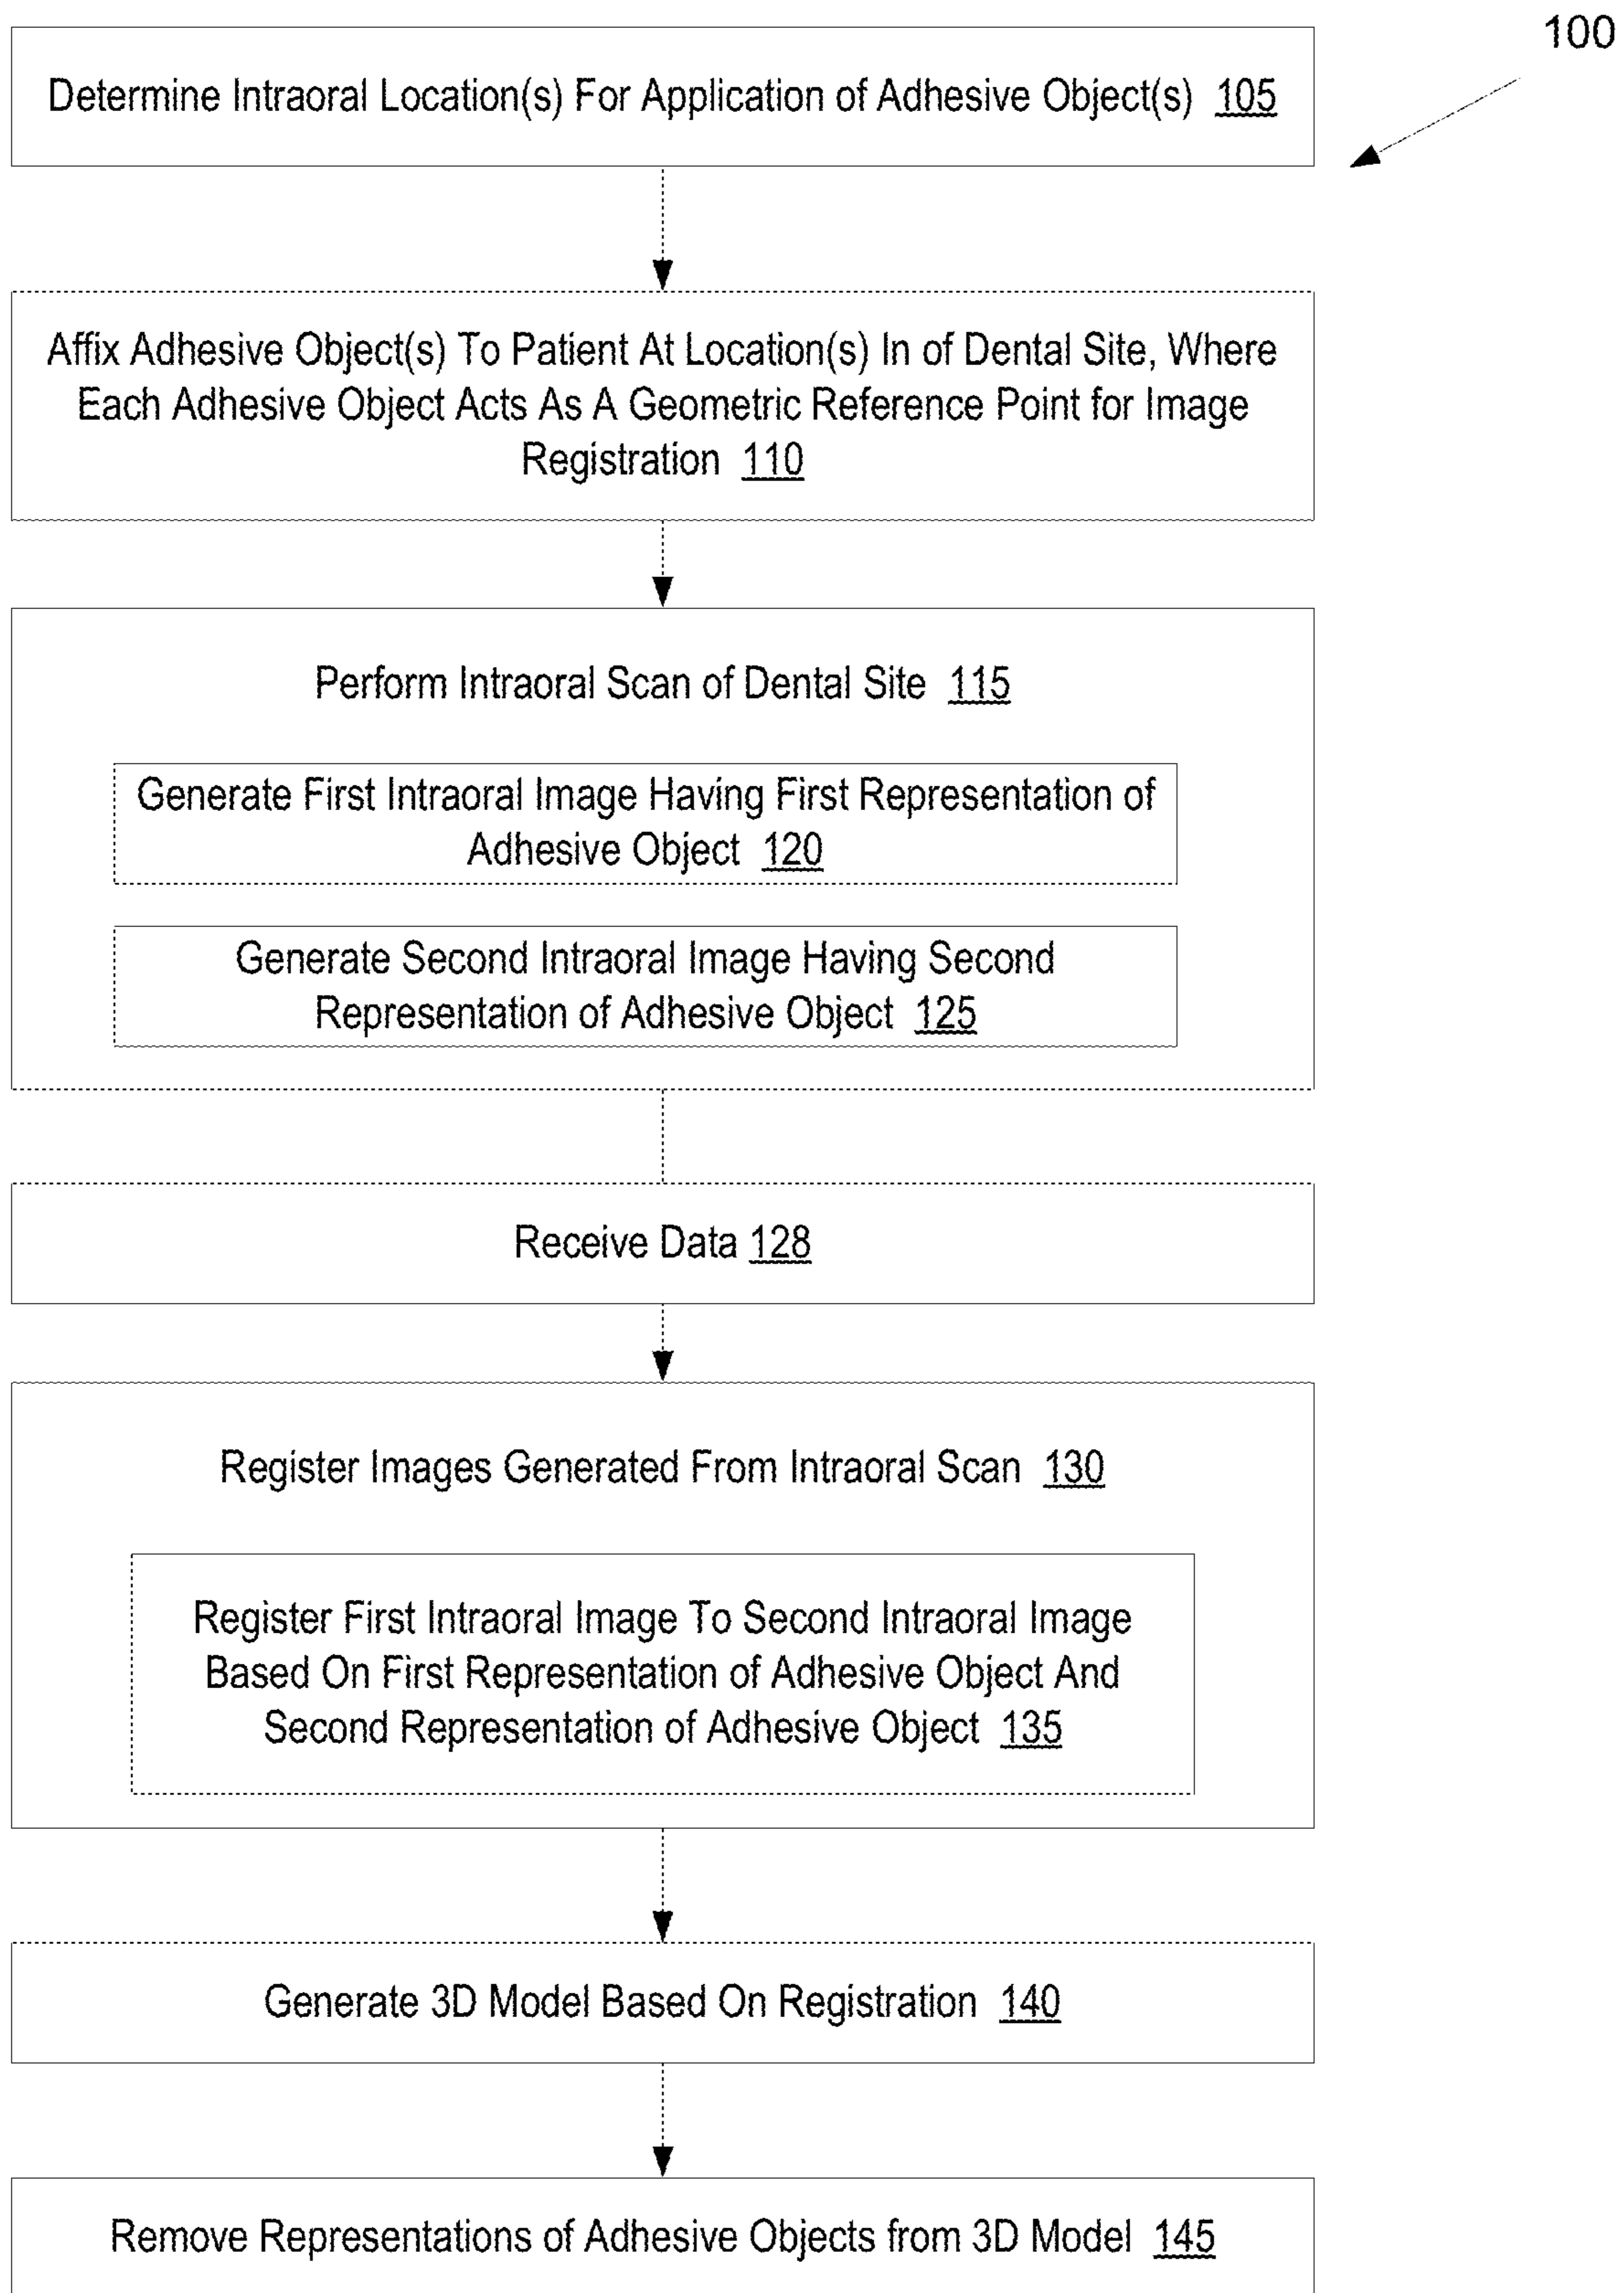 100
Determine Intraoral Location(s) For Application of Adhesive Object(s) 105
Affix Adhesive Object(s) To Patient At Location(s) In of Dental Site, Where
Each Adhesive Object Acts As A Geometric Reference Point for Image
Registration 110
Perform Intraoral Scan of Dental Site 115
Generate First Intraoral Image Having First Representation of
Adhesive Object 120
Generate Second Intraoral Image Having Second
Representation of Adhesive Object 125
Receive Data 128
Register Images Generated From Intraoral Scan 130
Register First Intraoral Image To Second Intraoral Image
Based On First Representation of Adhesive Object And
Second Representation of Adhesive Object 135
Generate 3D Model Based On Registration 140
Remove Representations of Adhesive Objects from 3D Model 145